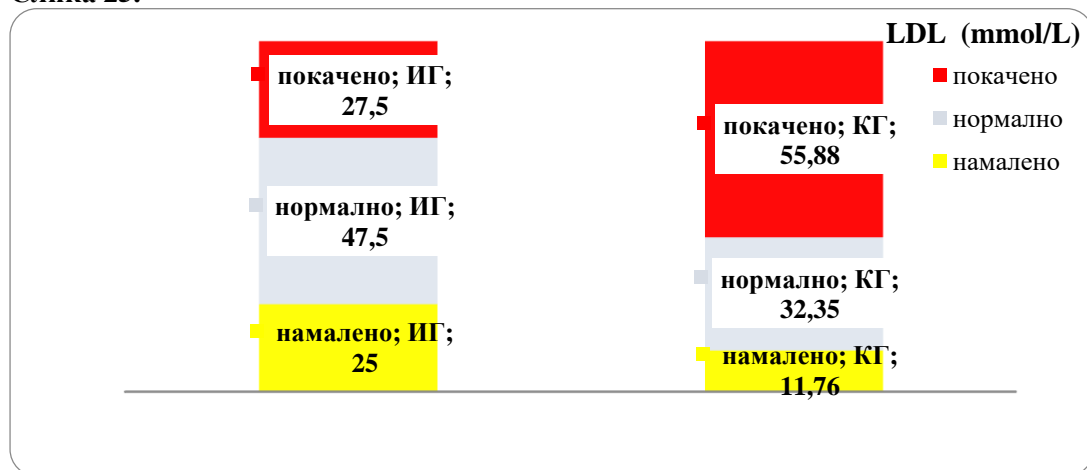 LDL (mmol/L)
покачено
нормално
намалено
покачено; ИГ;
27,5
нормално; ИГ;
47,5
намалено; ИГ;
25
покачено; КГ;
55,88
нормално; КГ;
32,35
намалено; КГ;
11,76